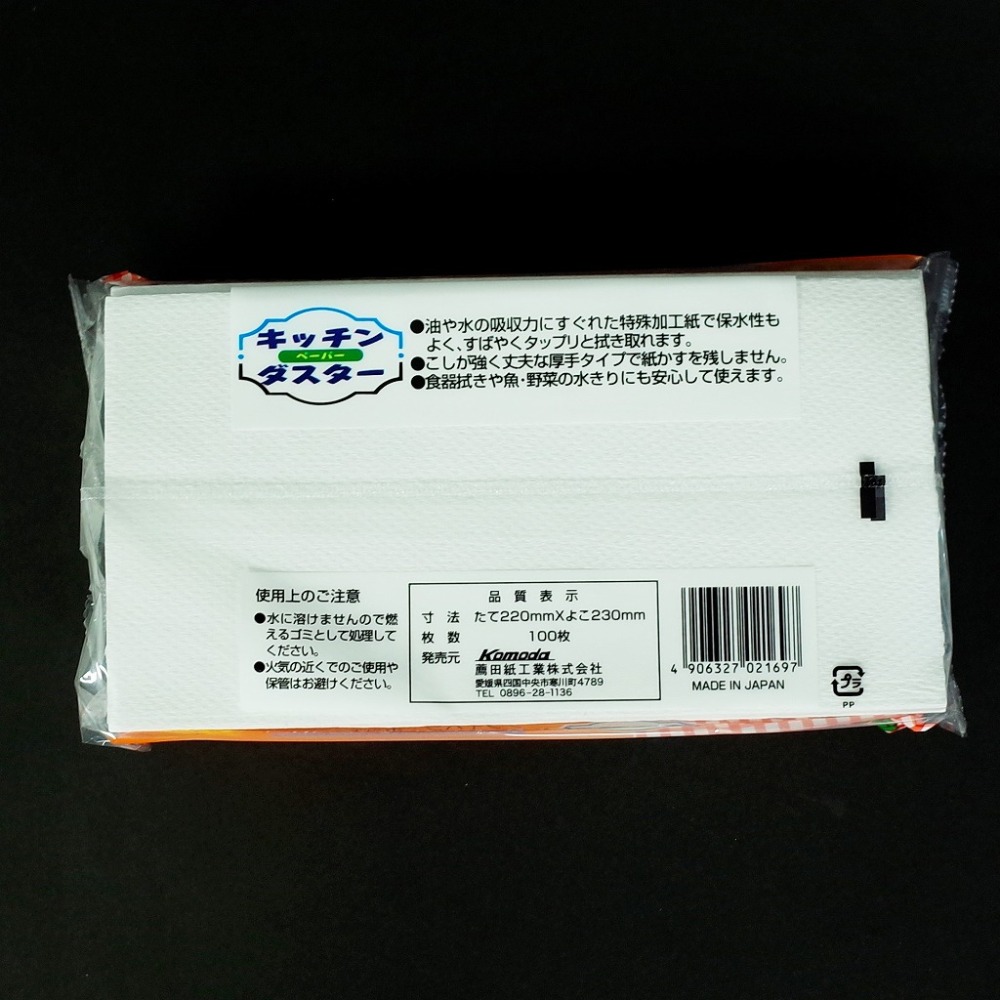 キッチン
ペーパー
ダスター
●油や水の吸収力にすぐれた特殊加工紙で保水性も
よく、すばやくタップリと拭き取れます。
●こしが強く丈夫な厚手タイプで紙かすを残しません。
●食器拭きや魚・野菜の水きりにも安心して使えます。
使用上のご注意
●水に溶けませんので燃
えるゴミとして処理して
ください。
●火気の近くでのご使用や
保管はお避けください。
品質表示
寸法 たて220mmXよこ230mm
枚数 100枚
発売元 Komoda
薦田紙工業株式会社
愛媛県四国中央市寒川町4789
TEL 0896-28-1136
4 906327 021697
MADE IN JAPAN
プラ
PP